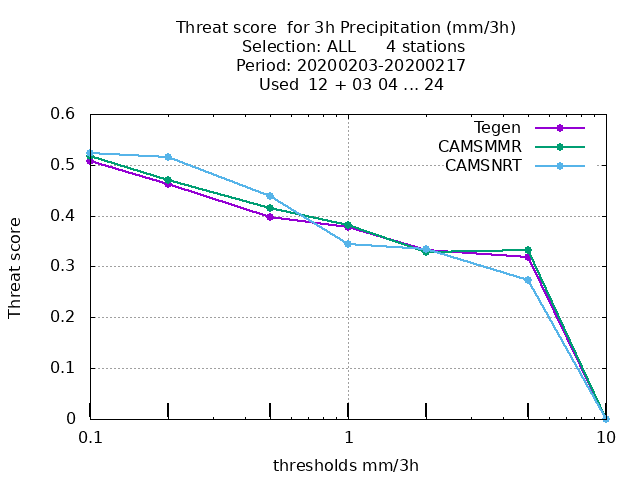 Threat score  for 3h Precipitation (mm/3h)
Selection: ALL      4 stations
Period: 20200203-20200217
Used  12 + 03 04 ... 24
Tegen
CAMSMMR
CAMSNRT
0.6
0.5
0.4
0.3
0.2
0.1
0
Threat score
0.1
1
10
thresholds mm/3h